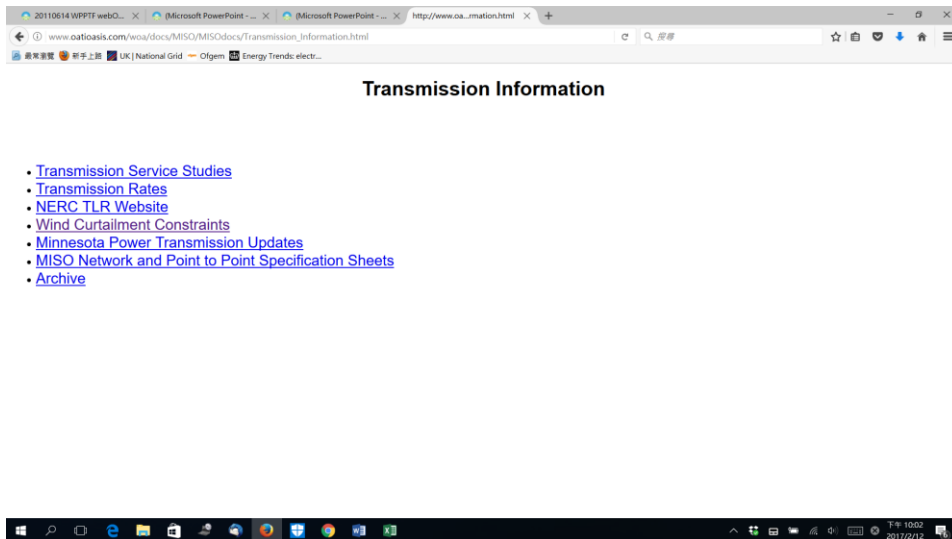 20110614 WPPTF webO...
(Microsoft PowerPoint - ...
(Microsoft PowerPoint - ...
http://www.oa...rmation.html
www.oatioasis.com/woa/docs/MISO/MISOdocs/Transmission_Information.html
搜尋
最常瀏覽 新手上路 UK | National Grid Ofgem Energy Trends: electr...
Transmission Information
• Transmission Service Studies
• Transmission Rates
• NERC TLR Website
• Wind Curtailment Constraints
• Minnesota Power Transmission Updates
• MISO Network and Point to Point Specification Sheets
• Archive
下午 10:02
2017/2/12